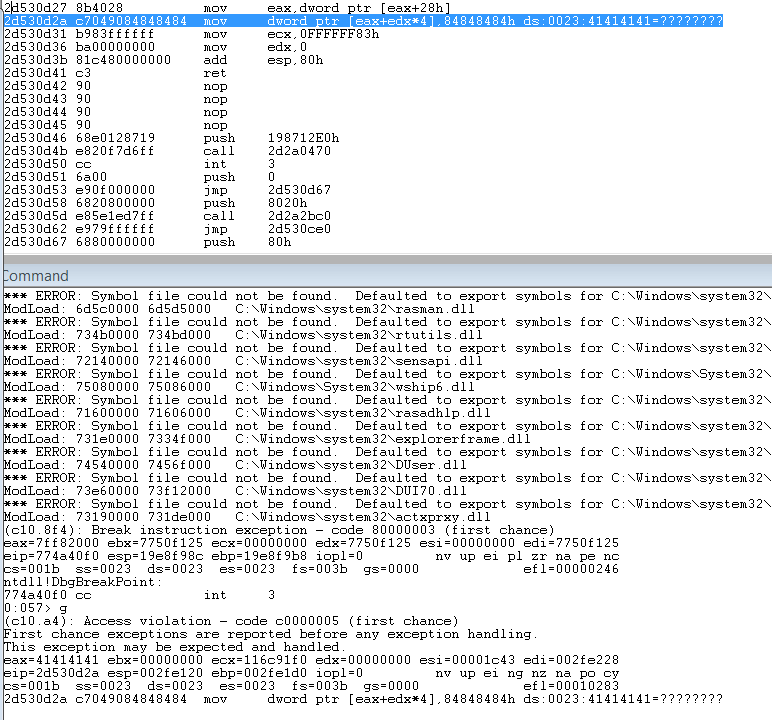 2d530d27 8b4028 mov eax,dword ptr [eax+28h]
2d530d2a c7049084848484 mov dword ptr [eax+edx*4],84848484h ds:0023:41414141=????????
2d530d31 b983ffffff mov ecx,0FFFFFF83h
2d530d36 ba00000000 mov edx,0
2d530d3b 81c480000000 add esp,80h
2d530d41 c3 ret
2d530d42 90 nop
2d530d43 90 nop
2d530d44 90 nop
2d530d45 90 nop
2d530d46 68e0128719 push 198712E0h
2d530d4b e820f7d6ff call 2d2a0470
2d530d50 cc int 3
2d530d51 6a00 push 0
2d530d53 e90f000000 jmp 2d530d67
2d530d58 6820800000 push 8020h
2d530d5d e85e1ed7ff call 2d2a2bc0
2d530d62 e979ffffff jmp 2d530ce0
2d530d67 6880000000 push 80h
Command
*** ERROR: Symbol file could not be found. Defaulted to export symbols for C:\Windows\system32\
ModLoad: 6d5c0000 6d5d5000 C:\Windows\system32\rasman.dll
*** ERROR: Symbol file could not be found. Defaulted to export symbols for C:\Windows\system32\
ModLoad: 734b0000 734bd000 C:\Windows\system32\rtutils.dll
*** ERROR: Symbol file could not be found. Defaulted to export symbols for C:\Windows\system32\
ModLoad: 72140000 72146000 C:\Windows\system32\sensapi.dll
*** ERROR: Symbol file could not be found. Defaulted to export symbols for C:\Windows\System32\
ModLoad: 75080000 75086000 C:\Windows\System32\wship6.dll
*** ERROR: Symbol file could not be found. Defaulted to export symbols for C:\Windows\system32\
ModLoad: 71600000 71606000 C:\Windows\system32\rasadhlp.dll
*** ERROR: Symbol file could not be found. Defaulted to export symbols for C:\Windows\system32\
ModLoad: 731e0000 7334f000 C:\Windows\system32\explorerframe.dll
*** ERROR: Symbol file could not be found. Defaulted to export symbols for C:\Windows\system32\
ModLoad: 74540000 7456f000 C:\Windows\system32\DUser.dll
*** ERROR: Symbol file could not be found. Defaulted to export symbols for C:\Windows\system32\
ModLoad: 73e60000 73f12000 C:\Windows\system32\DUI70.dll
*** ERROR: Symbol file could not be found. Defaulted to export symbols for C:\Windows\system32\
ModLoad: 73190000 731de000 C:\Windows\system32\actxprxy.dll
(c10.8f4): Break instruction exception - code 80000003 (first chance)
eax=7ff82000 ebx=7750f125 ecx=00000000 edx=7750f125 esi=00000000 edi=7750f125
eip=774a40f0 esp=19e8f98c ebp=19e8f9b8 iopl=0 nv up ei pl zr na pe nc
cs=001b ss=0023 ds=0023 es=0023 fs=003b gs=0000 efl=00000246
ntdll!DbgBreakPoint:
774a40f0 cc int 3
0:057> g
(c10.a4): Access violation - code c0000005 (first chance)
First chance exceptions are reported before any exception handling.
This exception may be expected and handled.
eax=41414141 ebx=00000000 ecx=116c91f0 edx=00000000 esi=00001c43 edi=002fe228
eip=2d530d2a esp=002fe120 ebp=002fe1d0 iopl=0 nv up ei ng nz na po cy
cs=001b ss=0023 ds=0023 es=0023 fs=003b gs=0000 efl=00010283
2d530d2a c7049084848484 mov dword ptr [eax+edx*4],84848484h ds:0023:41414141=????????